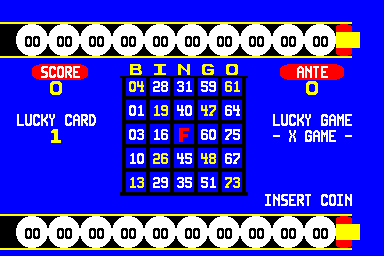 00 00 00 00 00 00 00 00 00 00
SCORE
0
B I N G O
ANTE
0
04 28 31 59 61
01 19 40 47 64
03 16 F 60 75
10 26 45 48 67
13 29 35 51 73
LUCKY CARD
1
LUCKY GAME
- X GAME -
INSERT COIN
00 00 00 00 00 00 00 00 00 00